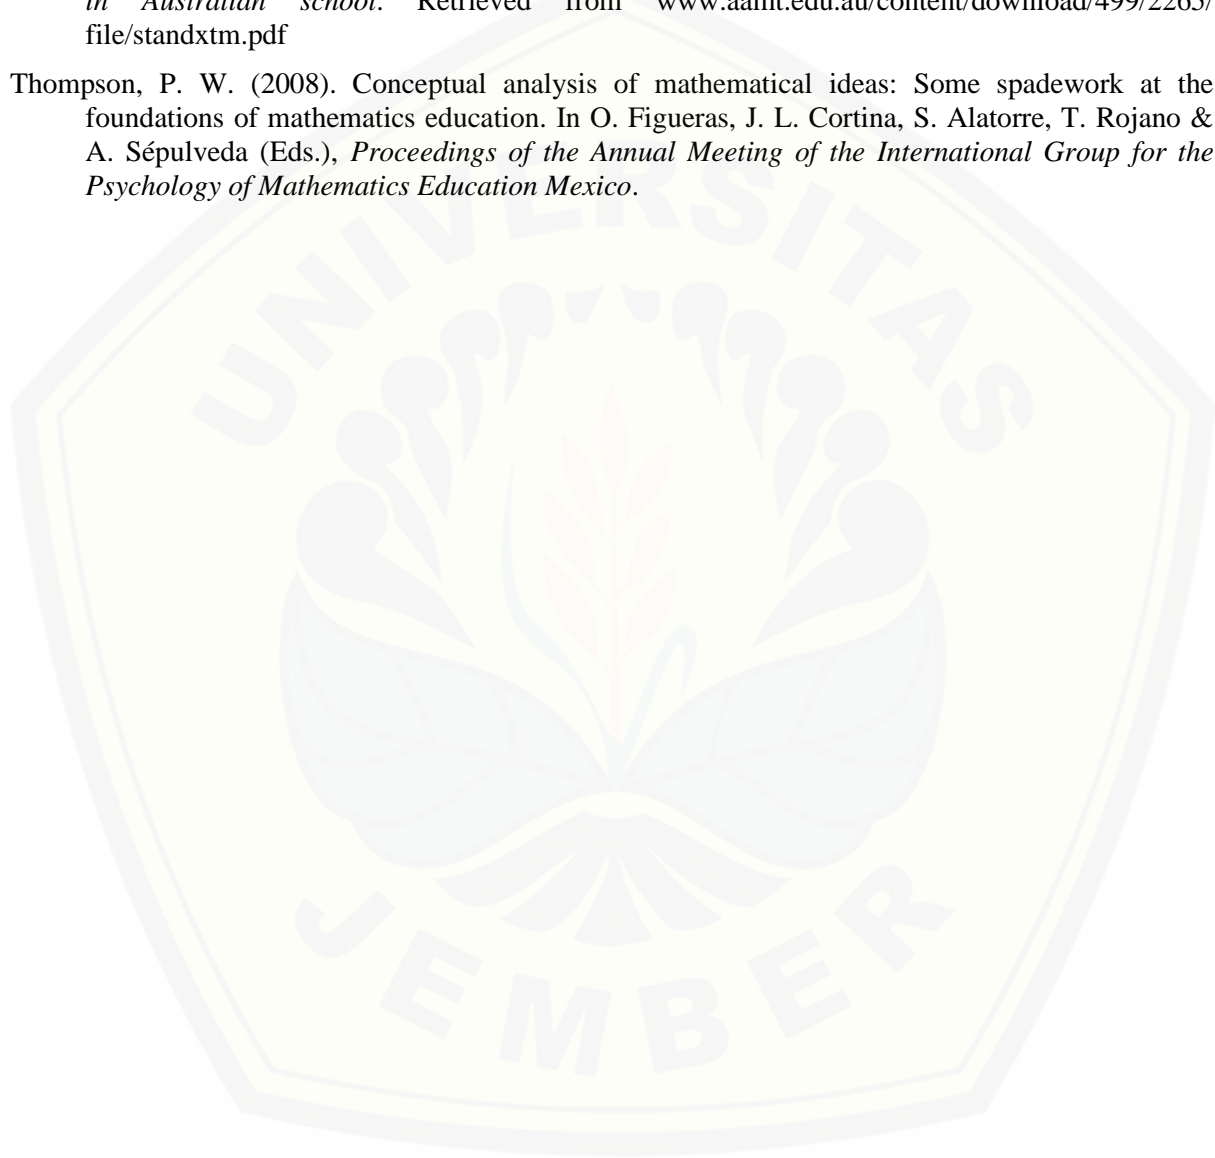 in Australian school. Retrieved from www.aamt.edu.au/content/download/499/2265/
file/standxtm.pdf
Thompson, P. W. (2008). Conceptual analysis of mathematical ideas: Some spadework at the
foundations of mathematics education. In O. Figueras, J. L. Cortina, S. Alatorre, T. Rojano &
A. Sépulveda (Eds.), Proceedings of the Annual Meeting of the International Group for the
Psychology of Mathematics Education Mexico.
UNIVERSITAS
JEMBER